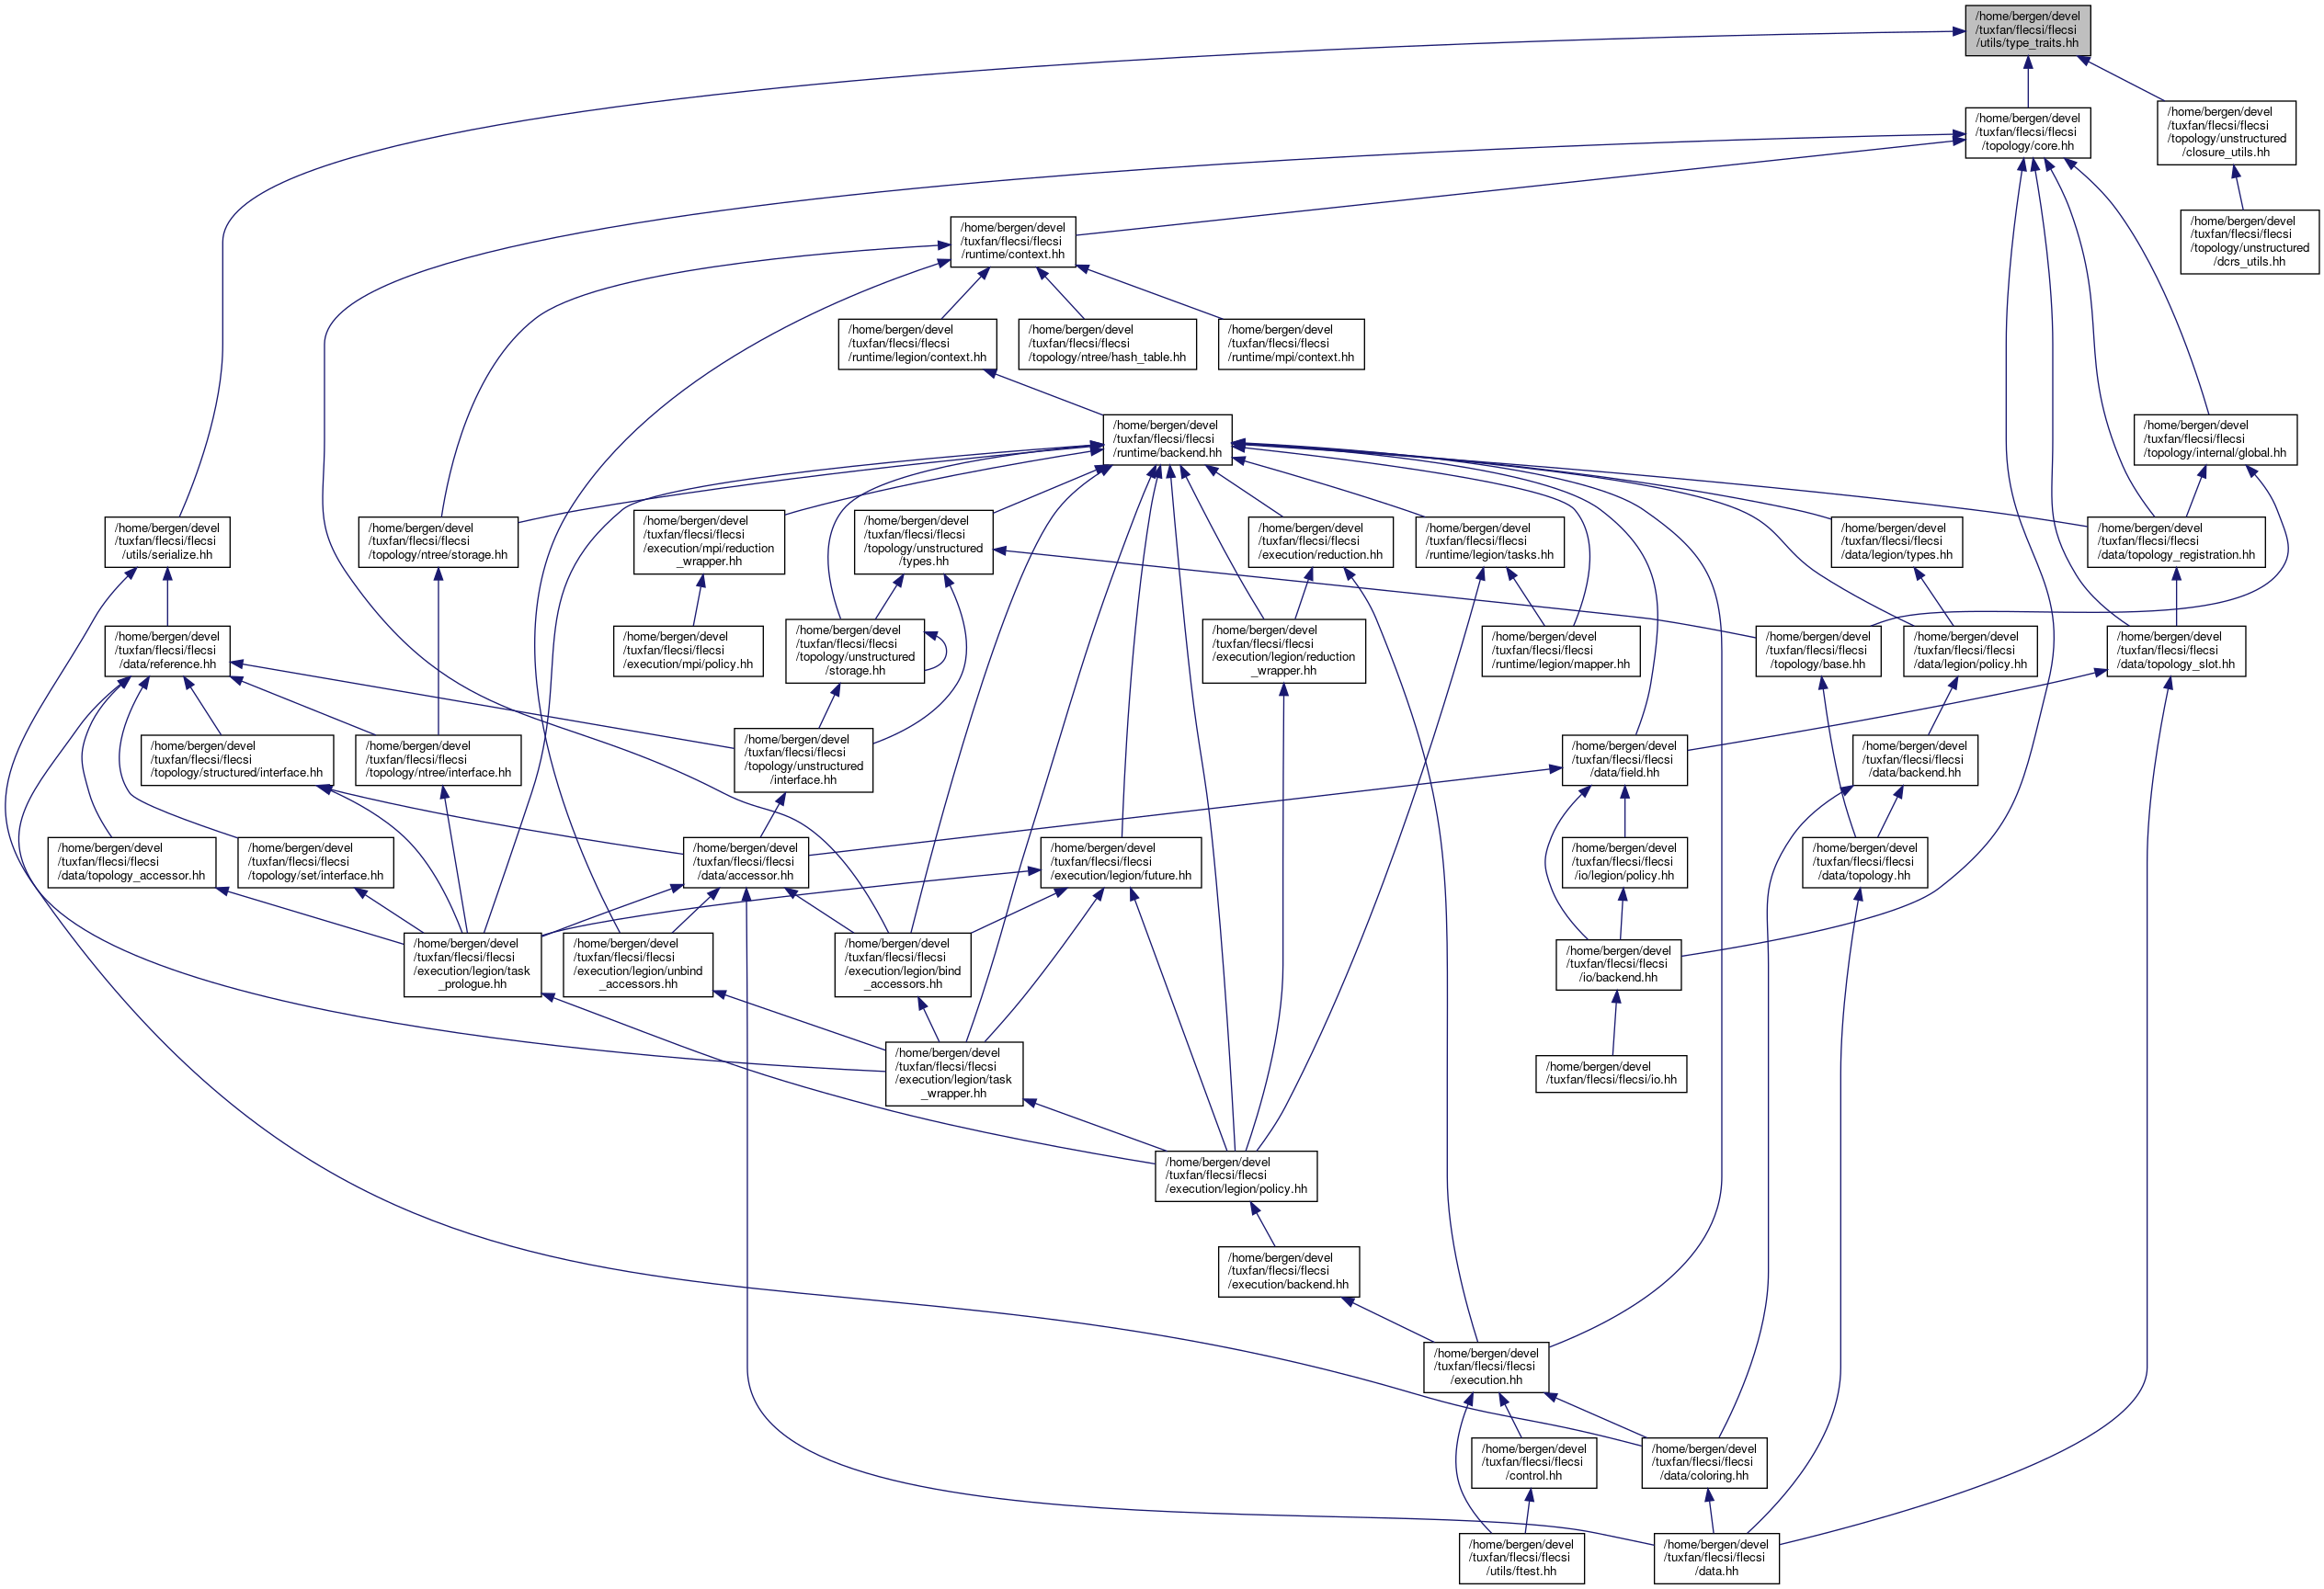 /home/bergen/devel
/tuxfan/flecsi/flecsi
/utils/type_traits.hh
/home/bergen/devel
/tuxfan/flecsi/flecsi
/topology/unstructured
/closure_utils.hh
/home/bergen/devel
/tuxfan/flecsi/flecsi
/topology/core.hh
/home/bergen/devel
/tuxfan/flecsi/flecsi
/topology/unstructured
/dcrs_utils.hh
/home/bergen/devel
/tuxfan/flecsi/flecsi
/runtime/context.hh
/home/bergen/devel
/tuxfan/flecsi/flecsi
/runtime/legion/context.hh
/home/bergen/devel
/tuxfan/flecsi/flecsi
/topology/ntree/hash_table.hh
/home/bergen/devel
/tuxfan/flecsi/flecsi
/runtime/mpi/context.hh
/home/bergen/devel
/tuxfan/flecsi/flecsi
/runtime/backend.hh
/home/bergen/devel
/tuxfan/flecsi/flecsi
/topology/internal/global.hh
/home/bergen/devel
/tuxfan/flecsi/flecsi
/utils/serialize.hh
/home/bergen/devel
/tuxfan/flecsi/flecsi
/topology/ntree/storage.hh
/home/bergen/devel
/tuxfan/flecsi/flecsi
/execution/mpi/reduction
_wrapper.hh
/home/bergen/devel
/tuxfan/flecsi/flecsi
/topology/unstructured
/types.hh
/home/bergen/devel
/tuxfan/flecsi/flecsi
/execution/reduction.hh
/home/bergen/devel
/tuxfan/flecsi/flecsi
/runtime/legion/tasks.hh
/home/bergen/devel
/tuxfan/flecsi/flecsi
/data/legion/types.hh
/home/bergen/devel
/tuxfan/flecsi/flecsi
/data/topology_registration.hh
/home/bergen/devel
/tuxfan/flecsi/flecsi
/data/reference.hh
/home/bergen/devel
/tuxfan/flecsi/flecsi
/execution/mpi/policy.hh
/home/bergen/devel
/tuxfan/flecsi/flecsi
/topology/unstructured
/storage.hh
/home/bergen/devel
/tuxfan/flecsi/flecsi
/execution/legion/reduction
_wrapper.hh
/home/bergen/devel
/tuxfan/flecsi/flecsi
/runtime/legion/mapper.hh
/home/bergen/devel
/tuxfan/flecsi/flecsi
/topology/base.hh
/home/bergen/devel
/tuxfan/flecsi/flecsi
/data/legion/policy.hh
/home/bergen/devel
/tuxfan/flecsi/flecsi
/data/topology_slot.hh
/home/bergen/devel
/tuxfan/flecsi/flecsi
/topology/structured/interface.hh
/home/bergen/devel
/tuxfan/flecsi/flecsi
/topology/ntree/interface.hh
/home/bergen/devel
/tuxfan/flecsi/flecsi
/topology/unstructured
/interface.hh
/home/bergen/devel
/tuxfan/flecsi/flecsi
/data/field.hh
/home/bergen/devel
/tuxfan/flecsi/flecsi
/data/backend.hh
/home/bergen/devel
/tuxfan/flecsi/flecsi
/data/topology_accessor.hh
/home/bergen/devel
/tuxfan/flecsi/flecsi
/topology/set/interface.hh
/home/bergen/devel
/tuxfan/flecsi/flecsi
/data/accessor.hh
/home/bergen/devel
/tuxfan/flecsi/flecsi
/execution/legion/future.hh
/home/bergen/devel
/tuxfan/flecsi/flecsi
/io/legion/policy.hh
/home/bergen/devel
/tuxfan/flecsi/flecsi
/data/topology.hh
/home/bergen/devel
/tuxfan/flecsi/flecsi
/execution/legion/task
_prologue.hh
/home/bergen/devel
/tuxfan/flecsi/flecsi
/execution/legion/unbind
_accessors.hh
/home/bergen/devel
/tuxfan/flecsi/flecsi
/execution/legion/bind
_accessors.hh
/home/bergen/devel
/tuxfan/flecsi/flecsi
/io/backend.hh
/home/bergen/devel
/tuxfan/flecsi/flecsi
/execution/legion/task
_wrapper.hh
/home/bergen/devel
/tuxfan/flecsi/flecsi/io.hh
/home/bergen/devel
/tuxfan/flecsi/flecsi
/execution/legion/policy.hh
/home/bergen/devel
/tuxfan/flecsi/flecsi
/execution/backend.hh
/home/bergen/devel
/tuxfan/flecsi/flecsi
/execution.hh
/home/bergen/devel
/tuxfan/flecsi/flecsi
/control.hh
/home/bergen/devel
/tuxfan/flecsi/flecsi
/data/coloring.hh
/home/bergen/devel
/tuxfan/flecsi/flecsi
/utils/ftest.hh
/home/bergen/devel
/tuxfan/flecsi/flecsi
/data.hh